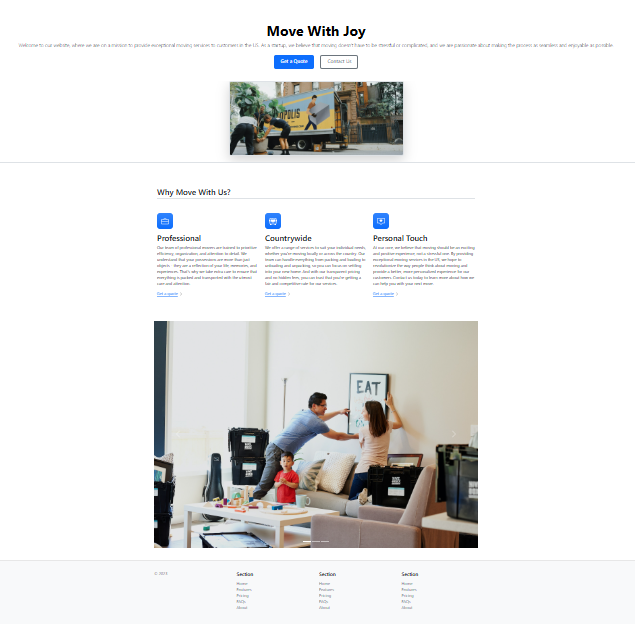 Move With Joy
Welcome to our website, where we are on a mission to provide exceptional moving services to customers in the US. As a startup, we believe that moving doesn't have to be stressful or complicated, and we are passionate about making the process as seamless and enjoyable as possible.
Get a Quote
Contact Us
Why Move With Us?
Professional
Our team of professional movers are trained to prioritize
efficiency, organization, and attention to detail. We
understand that your possessions are more than just
objects - they are a reflection of your life, memories, and
experiences. That's why we take extra care to ensure that
everything is packed and transported with the utmost
care and attention.
Get a quote
Countrywide
We offer a range of services to suit your individual needs,
whether you're moving locally or across the country. Our
team can handle everything from packing and loading to
unloading and unpacking, so you can focus on settling
into your new home. And with our transparent pricing
and no hidden fees, you can trust that you're getting a
fair and competitive rate for our services.
Get a quote
Personal Touch
At our core, we believe that moving should be an exciting
and positive experience, not a stressful one. By providing
exceptional moving services in the US, we hope to
revolutionize the way people think about moving and
provide a better, more personalized experience for our
customers. Contact us today to learn more about how we
can help you with your next move.
Get a quote
EAT
Section
Home
Features
Pricing
FAQs
About
Section
Home
Features
Pricing
FAQs
About
Section
Home
Features
Pricing
FAQs
About